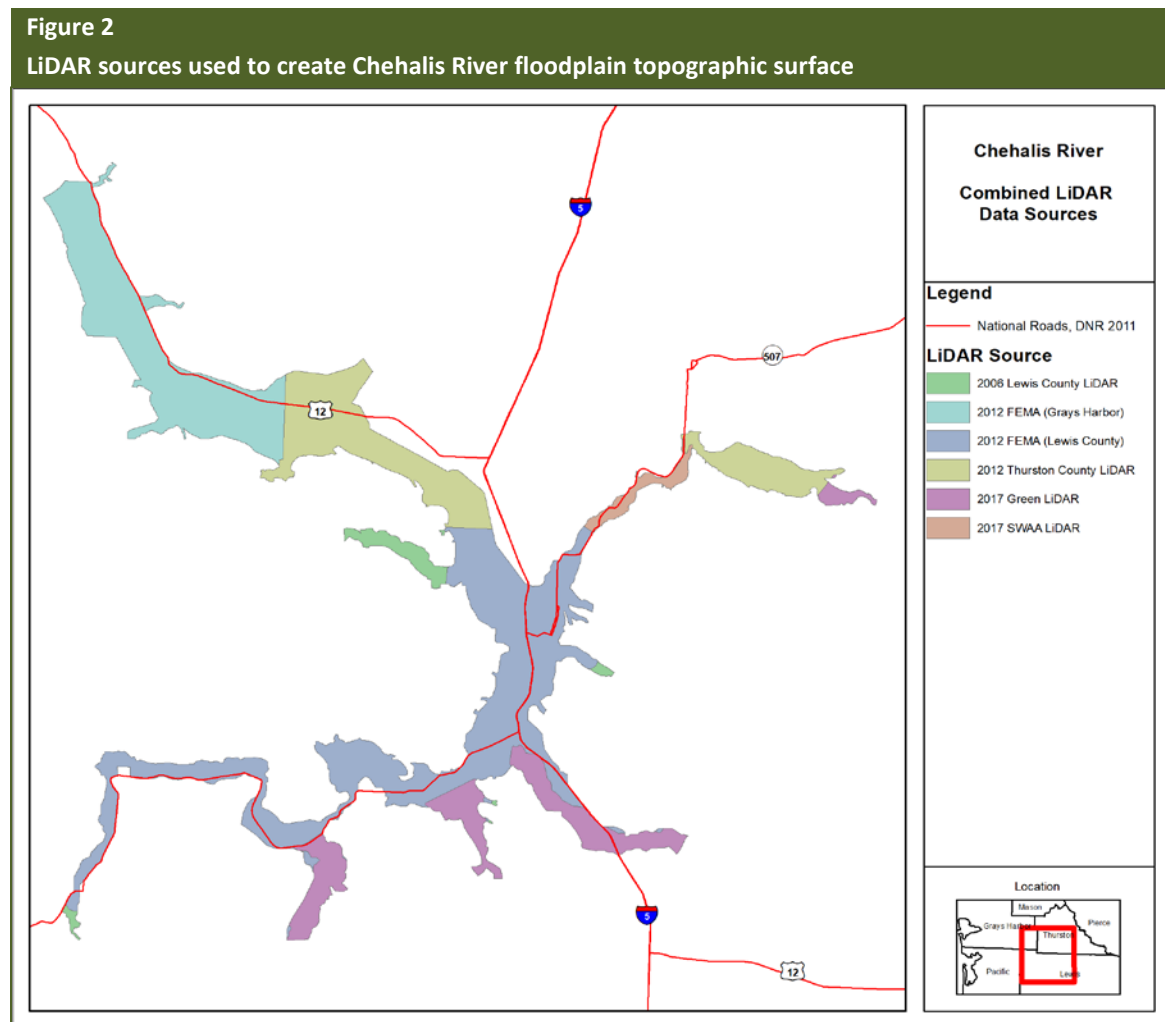 Figure 2
LiDAR sources used to create Chehalis River floodplain topographic surface
5
507
12
5
12
Chehalis River
Combined LiDAR
Data Sources
Legend
National Roads, DNR 2011
LiDAR Source
2006 Lewis County LiDAR
2012 FEMA (Grays Harbor)
2012 FEMA (Lewis County)
2012 Thurston County LiDAR
2017 Green LiDAR
2017 SWAA LiDAR
Location
Mason
Pierce
Grays Harbor
Thurston
Pacific
Lewis